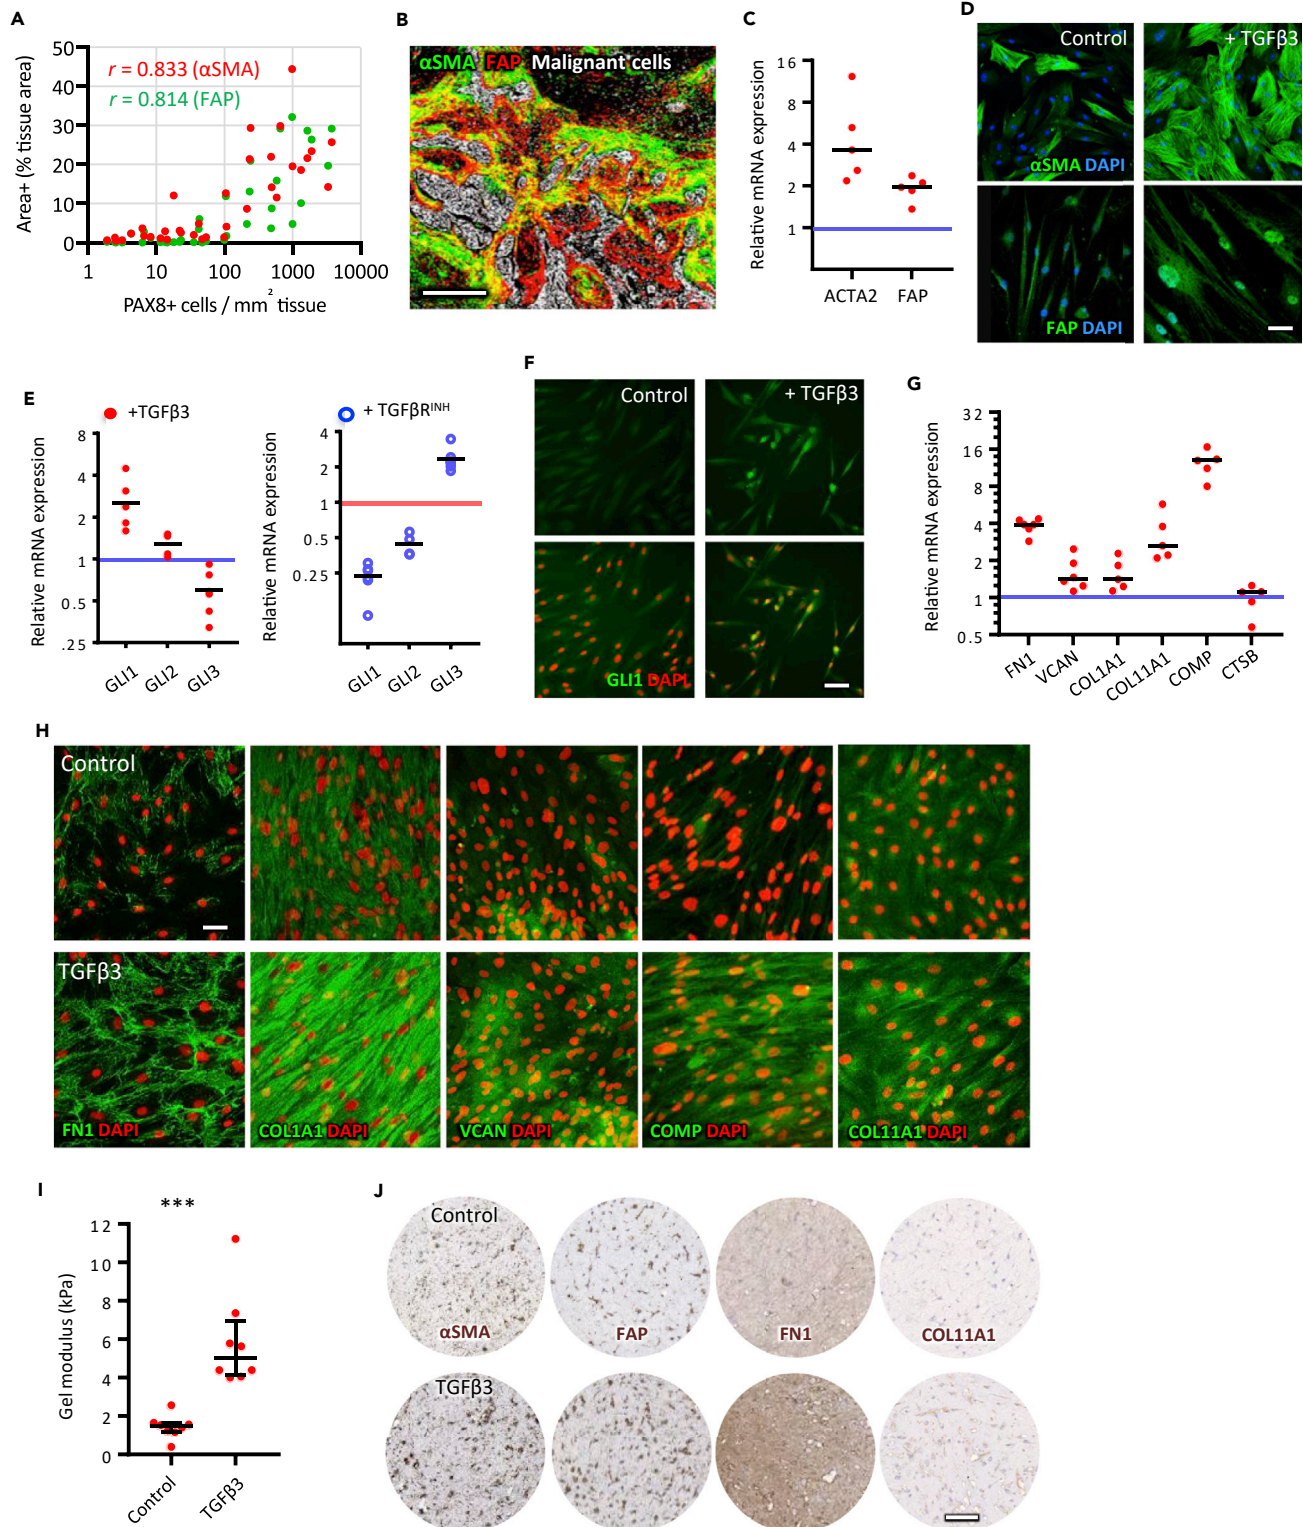 A
50
40
30
20
10
0
Area+ (% tissue area)
r = 0.833 (αSMA)
r = 0.814 (FAP)
1 10 100 1000 10000
PAX8+ cells / mm² tissue
B
αSMA FAP Malignant cells
C
16
8
4
2
1
Relative mRNA expression
ACTA2 FAP
D
Control
+ TGFβ3
αSMA DAPI
FAP DAPI
E
+TGFβ3
8
4
2
1
0.5
.25
Relative mRNA expression
GLI1 GLI2 GLI3
+ TGFβR^INH
4
2
1
0.5
0.25
Relative mRNA expression
GLI1 GLI2 GLI3
F
Control
+ TGFβ3
GLI1 DAPI
G
32
16
8
4
2
1
0.5
Relative mRNA expression
FN1 VCAN COL1A1 COL11A1 COMP CTSB
H
Control
TGFβ3
FN1 DAPI
COL1A1 DAPI
VCAN DAPI
COMP DAPI
COL11A1 DAPI
I
***
12
10
8
6
4
2
0
Gel modulus (kPa)
Control TGFβ3
J
Control
αSMA
FAP
FN1
COL11A1
TGFβ3